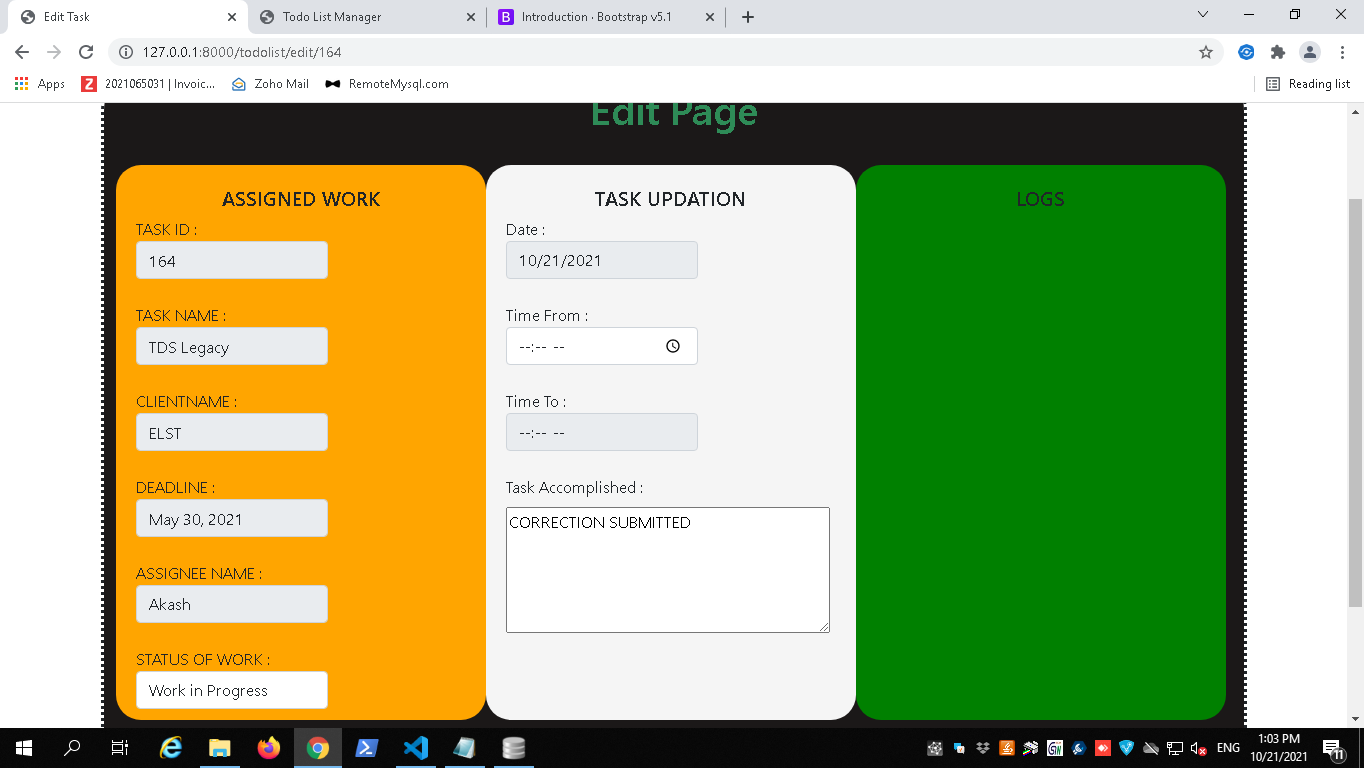 Edit Task
Todo List Manager
Introduction · Bootstrap v5.1
127.0.0.1:8000/todolist/edit/164
Apps
2021065031 | Invoic...
Zoho Mail
RemoteMysql.com
Reading list
Edit Page
ASSIGNED WORK
TASK ID :
164
TASK NAME :
TDS Legacy
CLIENTNAME :
ELST
DEADLINE :
May 30, 2021
ASSIGNEE NAME :
Akash
STATUS OF WORK :
Work in Progress
TASK UPDATION
Date :
10/21/2021
Time From :
--:-- --
Time To :
--:-- --
Task Accomplished :
CORRECTION SUBMITTED
LOGS
ENG
1:03 PM
10/21/2021
11